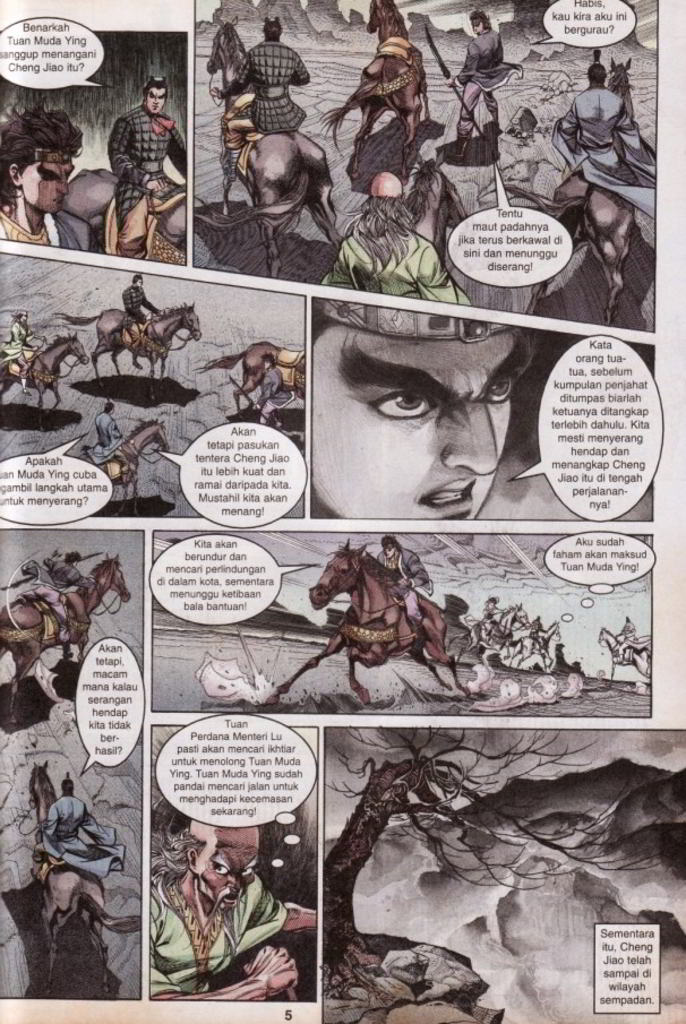 Benarkah
Tuan Muda Ying
sanggup menangani
Cheng Jiao itu?
Habis,
kau kira aku ini
bergurau?
Tentu
maut padahnya
jika terus berkawal di
sini dan menunggu
diserang!
Apakah
Tuan Muda Ying cuba
langkah utama
untuk menyerang?
Akan
tetapi pasukan
tentera Cheng Jiao
itu lebih kuat dan
ramai daripada kita.
Mustahil kita akan
menang!
Kata
orang tua-
tua, sebelum
kumpulan penjahat
ditumpas biarlah
ketuanya ditangkap
terlebih dahulu. Kita
mesti menyerang
hendap dan
menangkap Cheng
Jiao itu di tengah
perjalanan-
nya!
Akan
tetapi,
macam
mana kalau
serangan
hendap
kita tidak
ber-
hasil?
Kita akan
berundur dan
mencari perlindungan
di dalam kota, sementara
menunggu ketibaan
bala bantuan!
Aku sudah
faham akan maksud
Tuan Muda Ying!
Tuan
Perdana Menteri Lu
pasti akan mencari ikhtiar
untuk menolong Tuan Muda
Ying. Tuan Muda Ying sudah
pandai mencari jalan untuk
menghadapi kecemasan
sekarang!
Sementara
itu, Cheng
Jiao telah
sampai di
wilayah
sempadan.
5